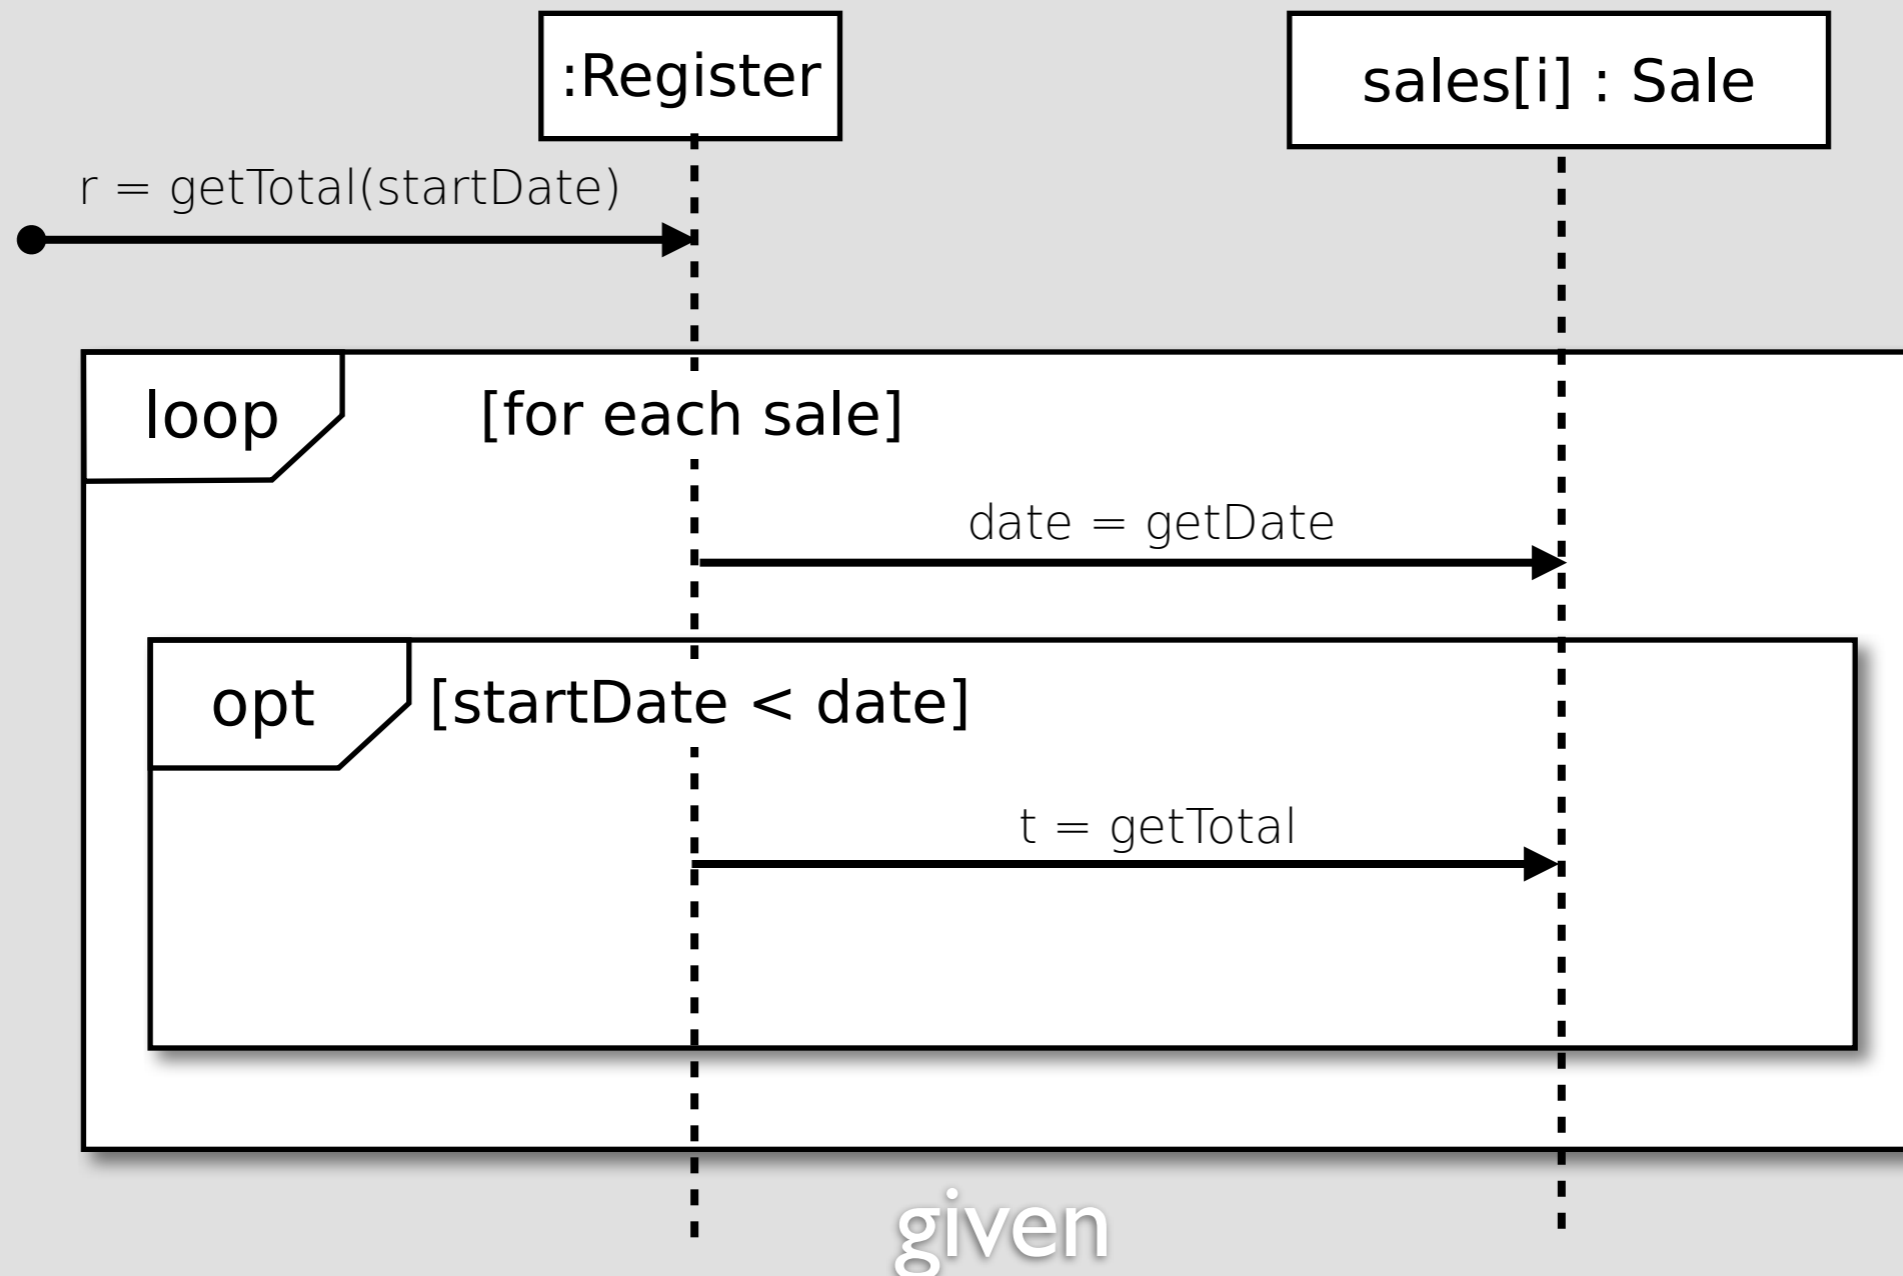 :Register
sales[i] : Sale
r = getTotal(startDate)
loop
[for each sale]
date = getDate
opt
[startDate < date]
t = getTotal
given